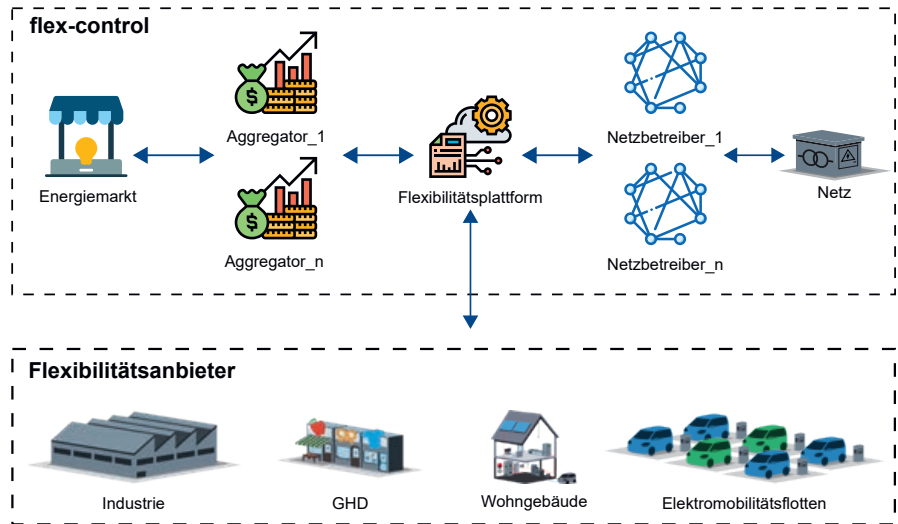 flex-control
Aggregator_1
Netzbetreiber_1
Energiemarkt
Flexibilitätsplattform
Netz
Aggregator_n
Netzbetreiber_n
Flexibilitätsanbieter
Industrie
GHD
Wohngebäude
Elektromobilitätsflotten